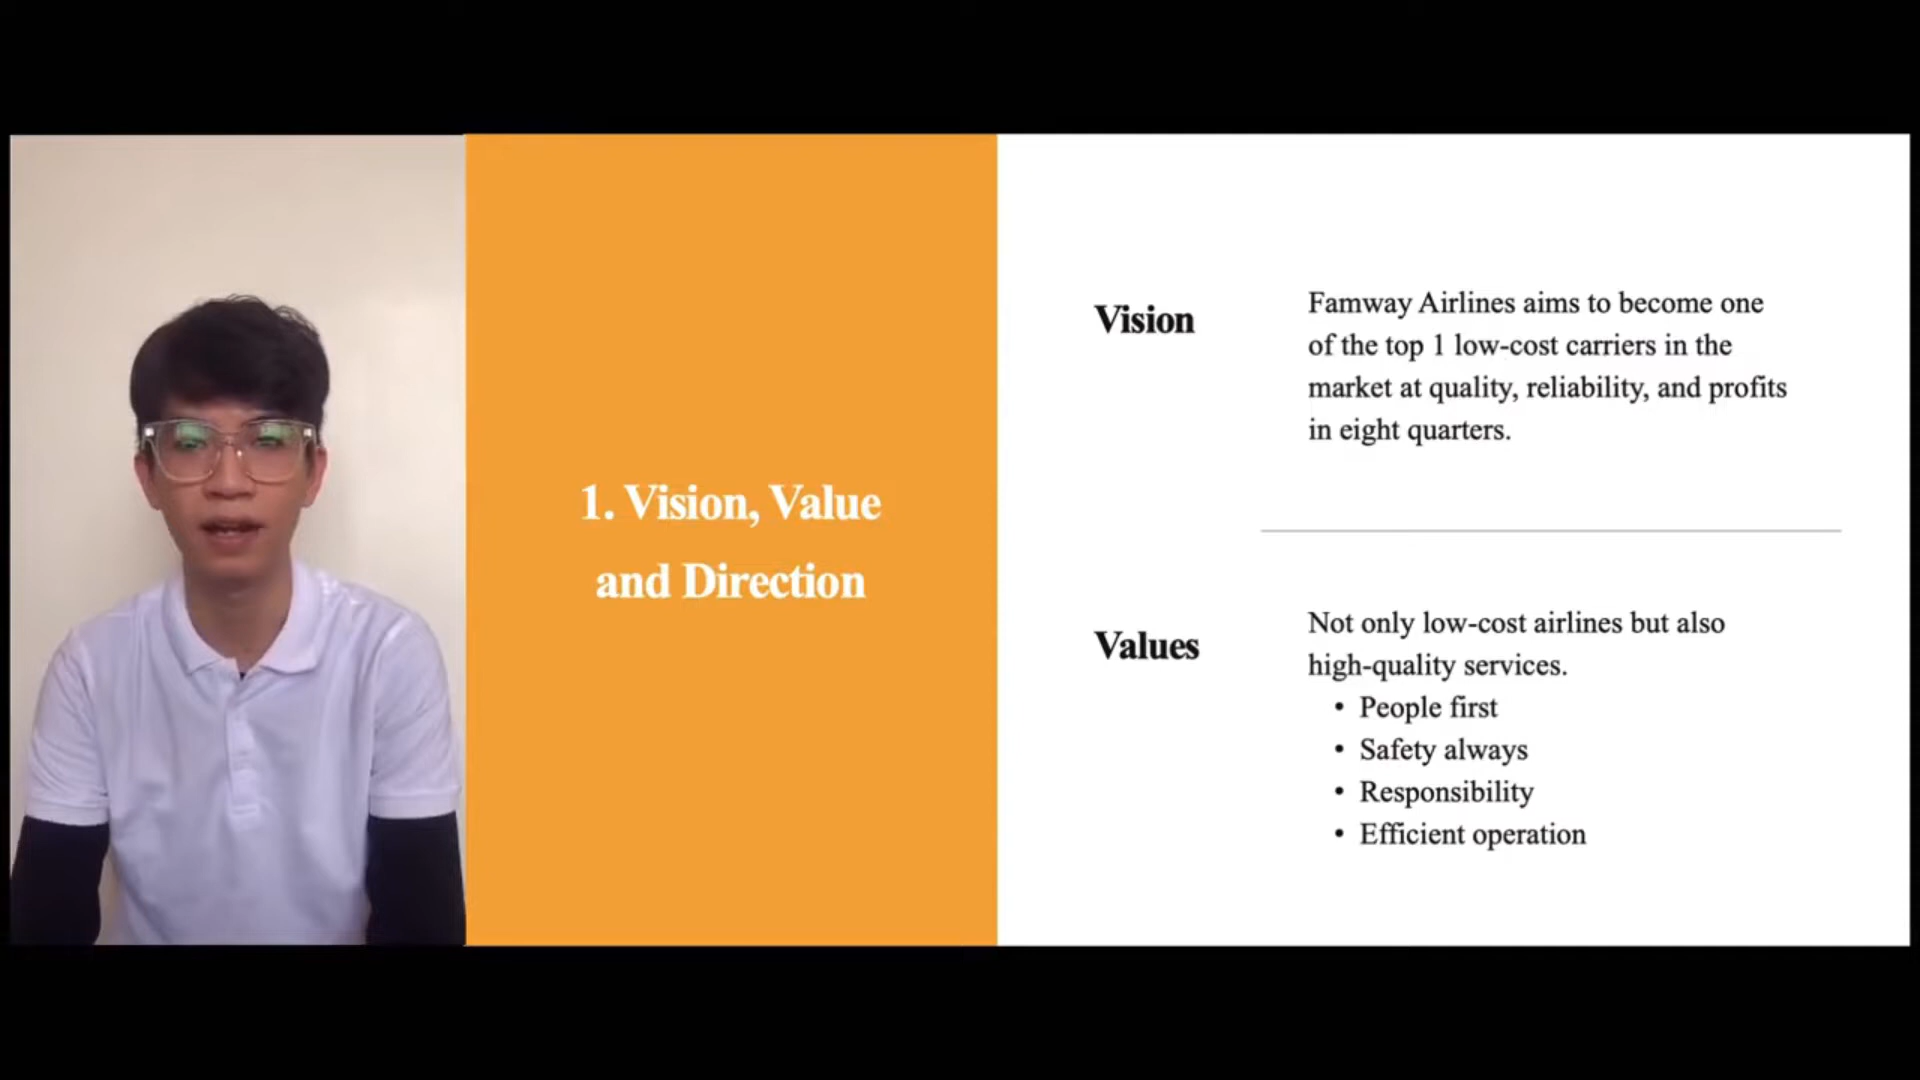 1. Vision, Value
and Direction
Vision
Famway Airlines aims to become one
of the top 1 low-cost carriers in the
market at quality, reliability, and profits
in eight quarters.
Values
Not only low-cost airlines but also
high-quality services.
• People first
• Safety always
• Responsibility
• Efficient operation